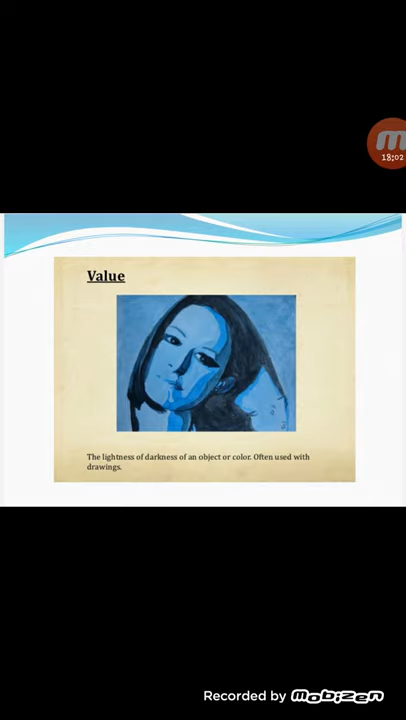 18:02
Value
The lightness of darkness of an object or color. Often used with
drawings.
Recorded by mobizen